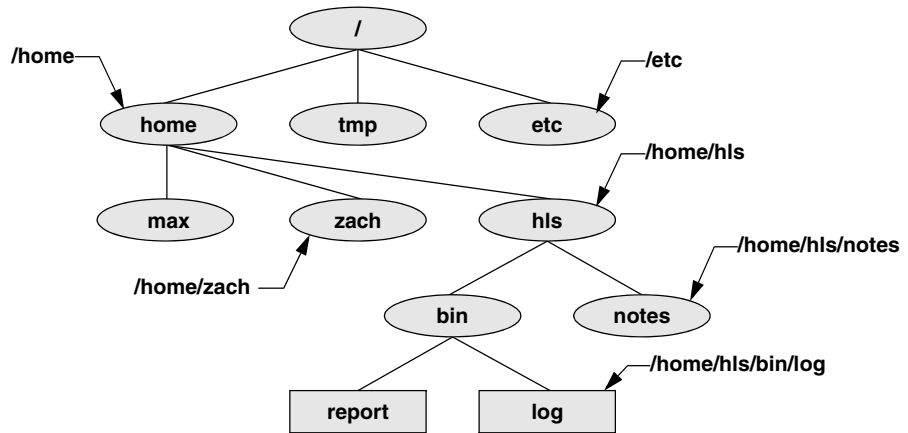 /
/home
/etc
home
tmp
etc
/home/hls
max
zach
hls
/home/hls/notes
/home/zach
bin
notes
/home/hls/bin/log
report
log